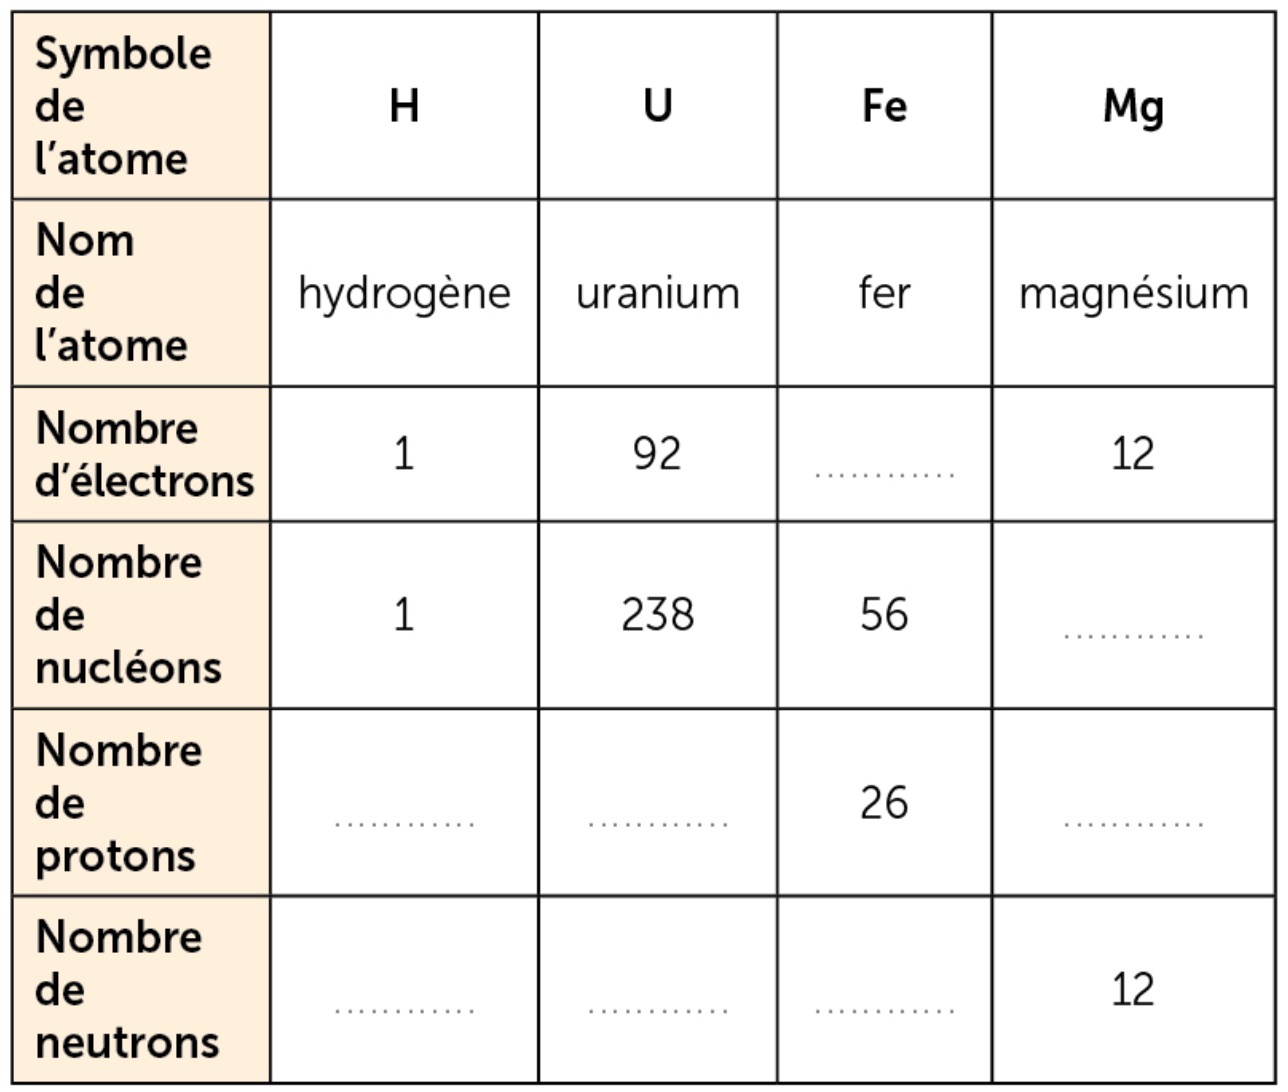 Symbole
de
l'atome
H
U
Fe
Mg
Nom
de
l'atome
hydrogène
uranium
fer
magnésium
Nombre
d'électrons
1
92
............
12
Nombre
de
nucléons
1
238
56
............
Nombre
de
protons
............
............
26
............
Nombre
de
neutrons
............
............
............
12